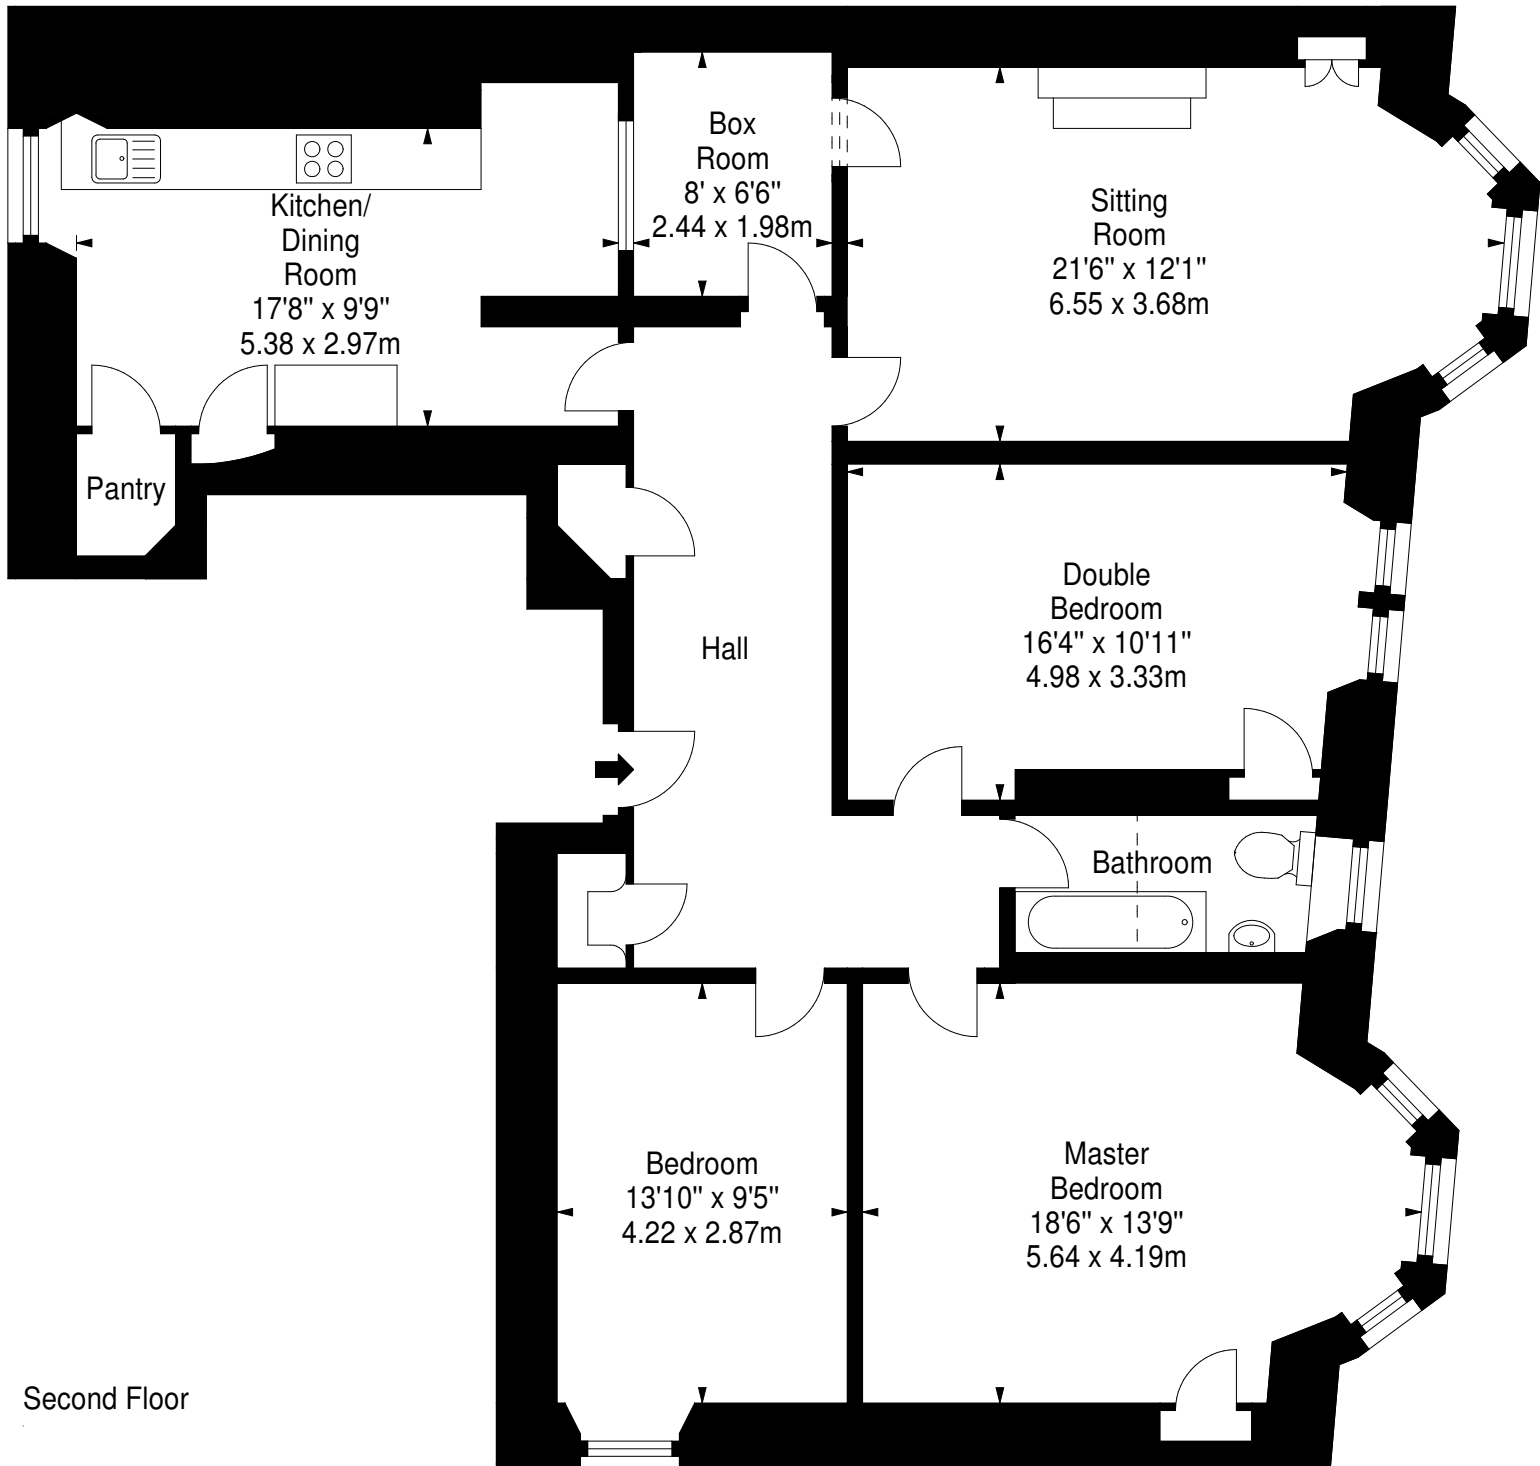 Box
Room
8' x 6'6"
2.44 x 1.98m
Kitchen/
Dining
Room
17'8" x 9'9"
5.38 x 2.97m
Sitting
Room
21'6" x 12'1"
6.55 x 3.68m
Pantry
Hall
Double
Bedroom
16'4" x 10'11"
4.98 x 3.33m
Bathroom
Bedroom
13'10" x 9'5"
4.22 x 2.87m
Master
Bedroom
18'6" x 13'9"
5.64 x 4.19m
Second Floor